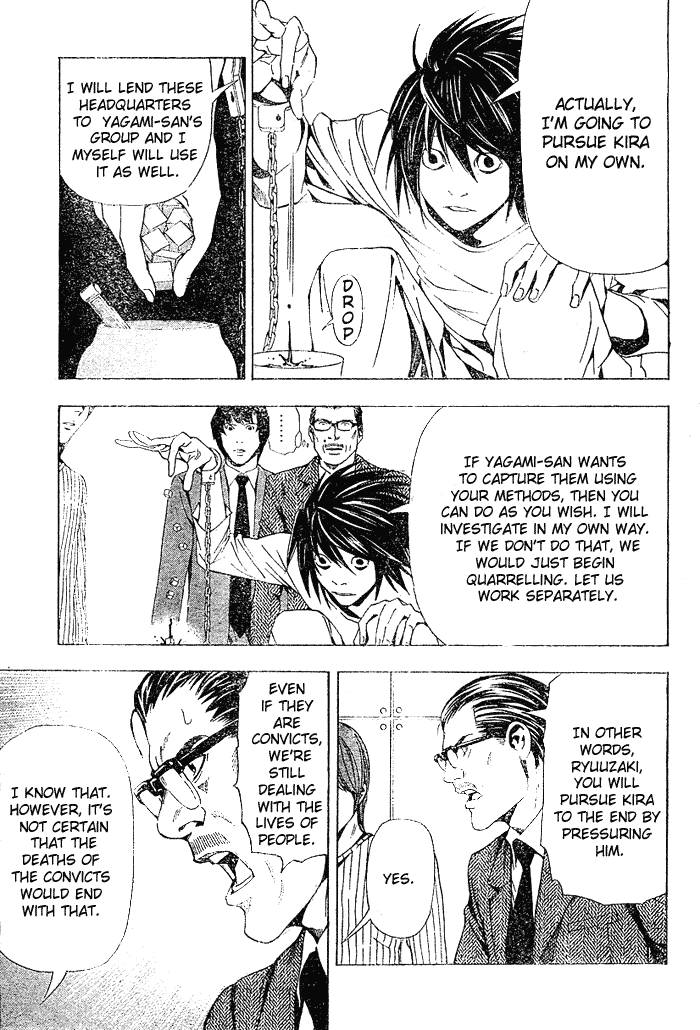 ACTUALLY,
I'M GOING TO
PURSUE KIRA
ON MY OWN.
DROP
I WILL LEND THESE
HEADQUARTERS
TO YAGAMI-SAN'S
GROUP AND I
MYSELF WILL USE
IT AS WELL.
IF YAGAMI-SAN WANTS
TO CAPTURE THEM USING
YOUR METHODS, THEN YOU
CAN DO AS YOU WISH. I WILL
INVESTIGATE IN MY OWN WAY.
IF WE DON'T DO THAT, WE
WOULD JUST BEGIN
QUARRELLING. LET US
WORK SEPARATELY.
......
IN OTHER
WORDS,
RYUUZAKI,
YOU WILL
PURSUE KIRA
TO THE END BY
PRESSURING
HIM.
YES.
EVEN
IF THEY
ARE
CONVICTS,
WE'RE
STILL
DEALING
WITH THE
LIVES OF
PEOPLE.
I KNOW THAT.
HOWEVER, IT'S
NOT CERTAIN
THAT THE
DEATHS OF
THE CONVICTS
WOULD END
WITH THAT.